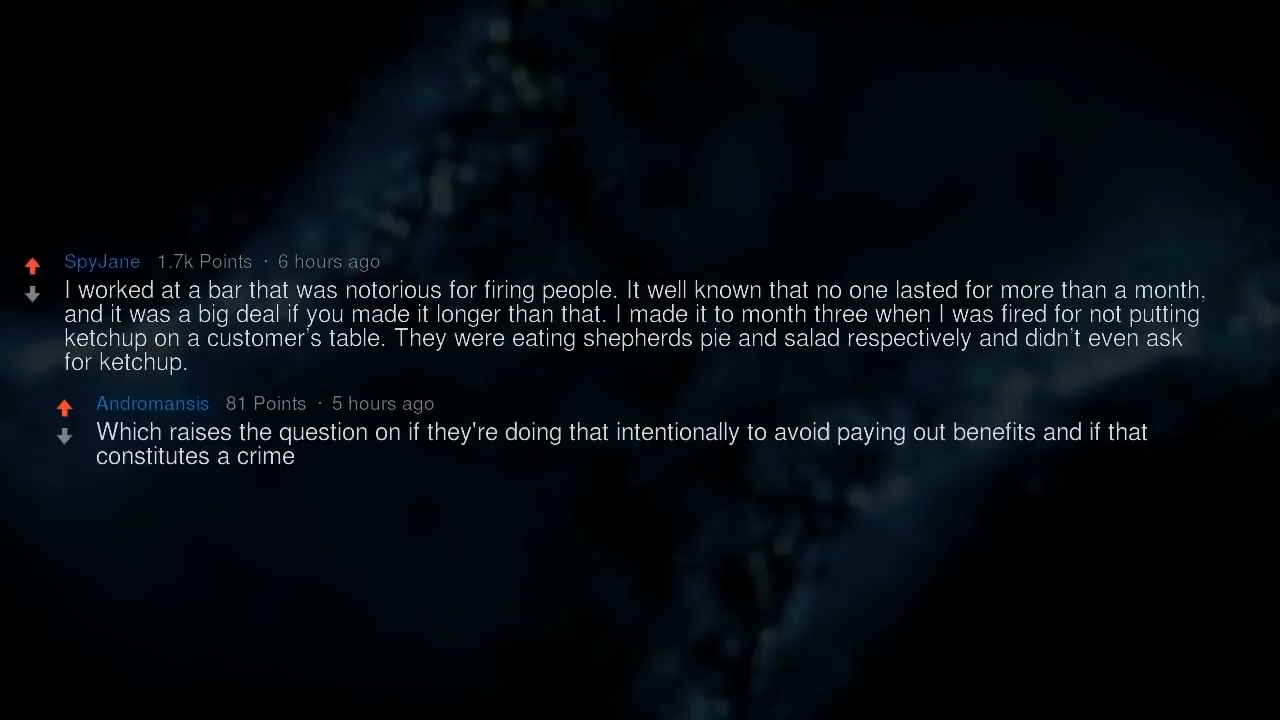 SpyJane 1.7k Points · 6 hours ago
I worked at a bar that was notorious for firing people. It well known that no one lasted for more than a month,
and it was a big deal if you made it longer than that. I made it to month three when I was fired for not putting
ketchup on a customer's table. They were eating shepherds pie and salad respectively and didn't even ask
for ketchup.
Andromansis 81 Points · 5 hours ago
Which raises the question on if they're doing that intentionally to avoid paying out benefits and if that
constitutes a crime